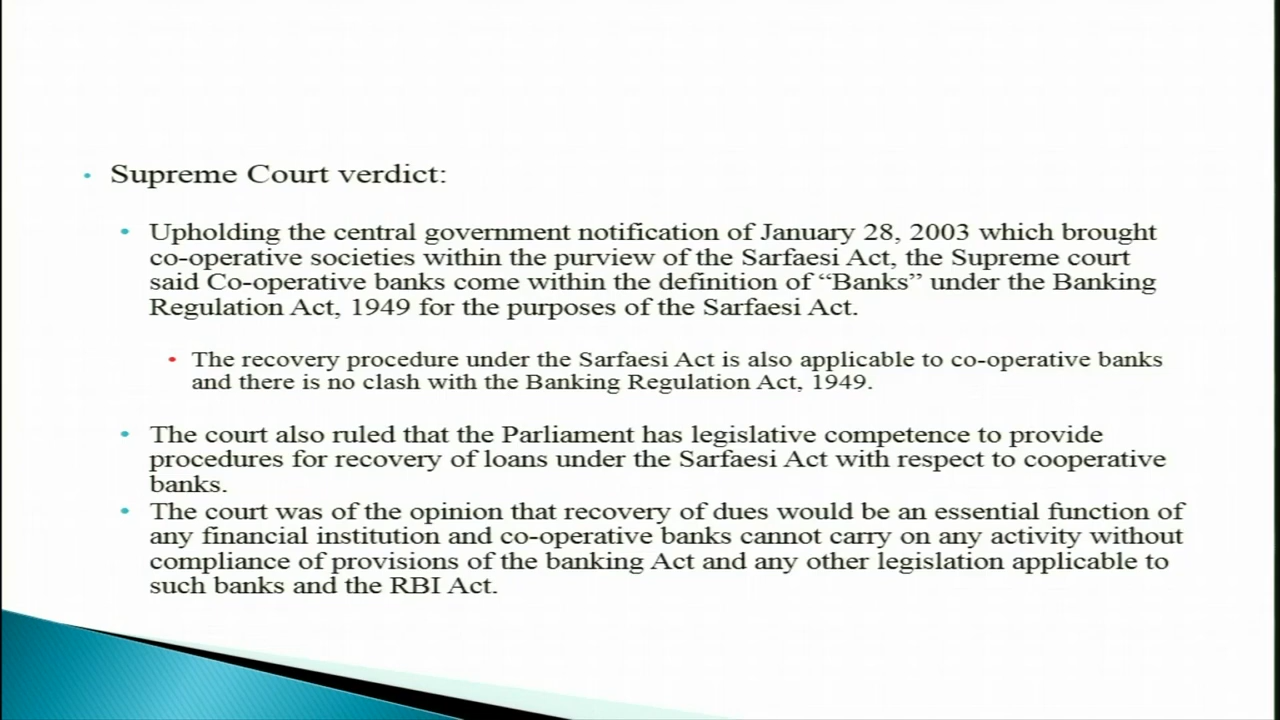 • Supreme Court verdict:
• Upholding the central government notification of January 28, 2003 which brought
co-operative societies within the purview of the Sarfaesi Act, the Supreme court
said Co-operative banks come within the definition of “Banks” under the Banking
Regulation Act, 1949 for the purposes of the Sarfaesi Act.
• The recovery procedure under the Sarfaesi Act is also applicable to co-operative banks
and there is no clash with the Banking Regulation Act, 1949.
• The court also ruled that the Parliament has legislative competence to provide
procedures for recovery of loans under the Sarfaesi Act with respect to cooperative
banks.
• The court was of the opinion that recovery of dues would be an essential function of
any financial institution and co-operative banks cannot carry on any activity without
compliance of provisions of the banking Act and any other legislation applicable to
such banks and the RBI Act.